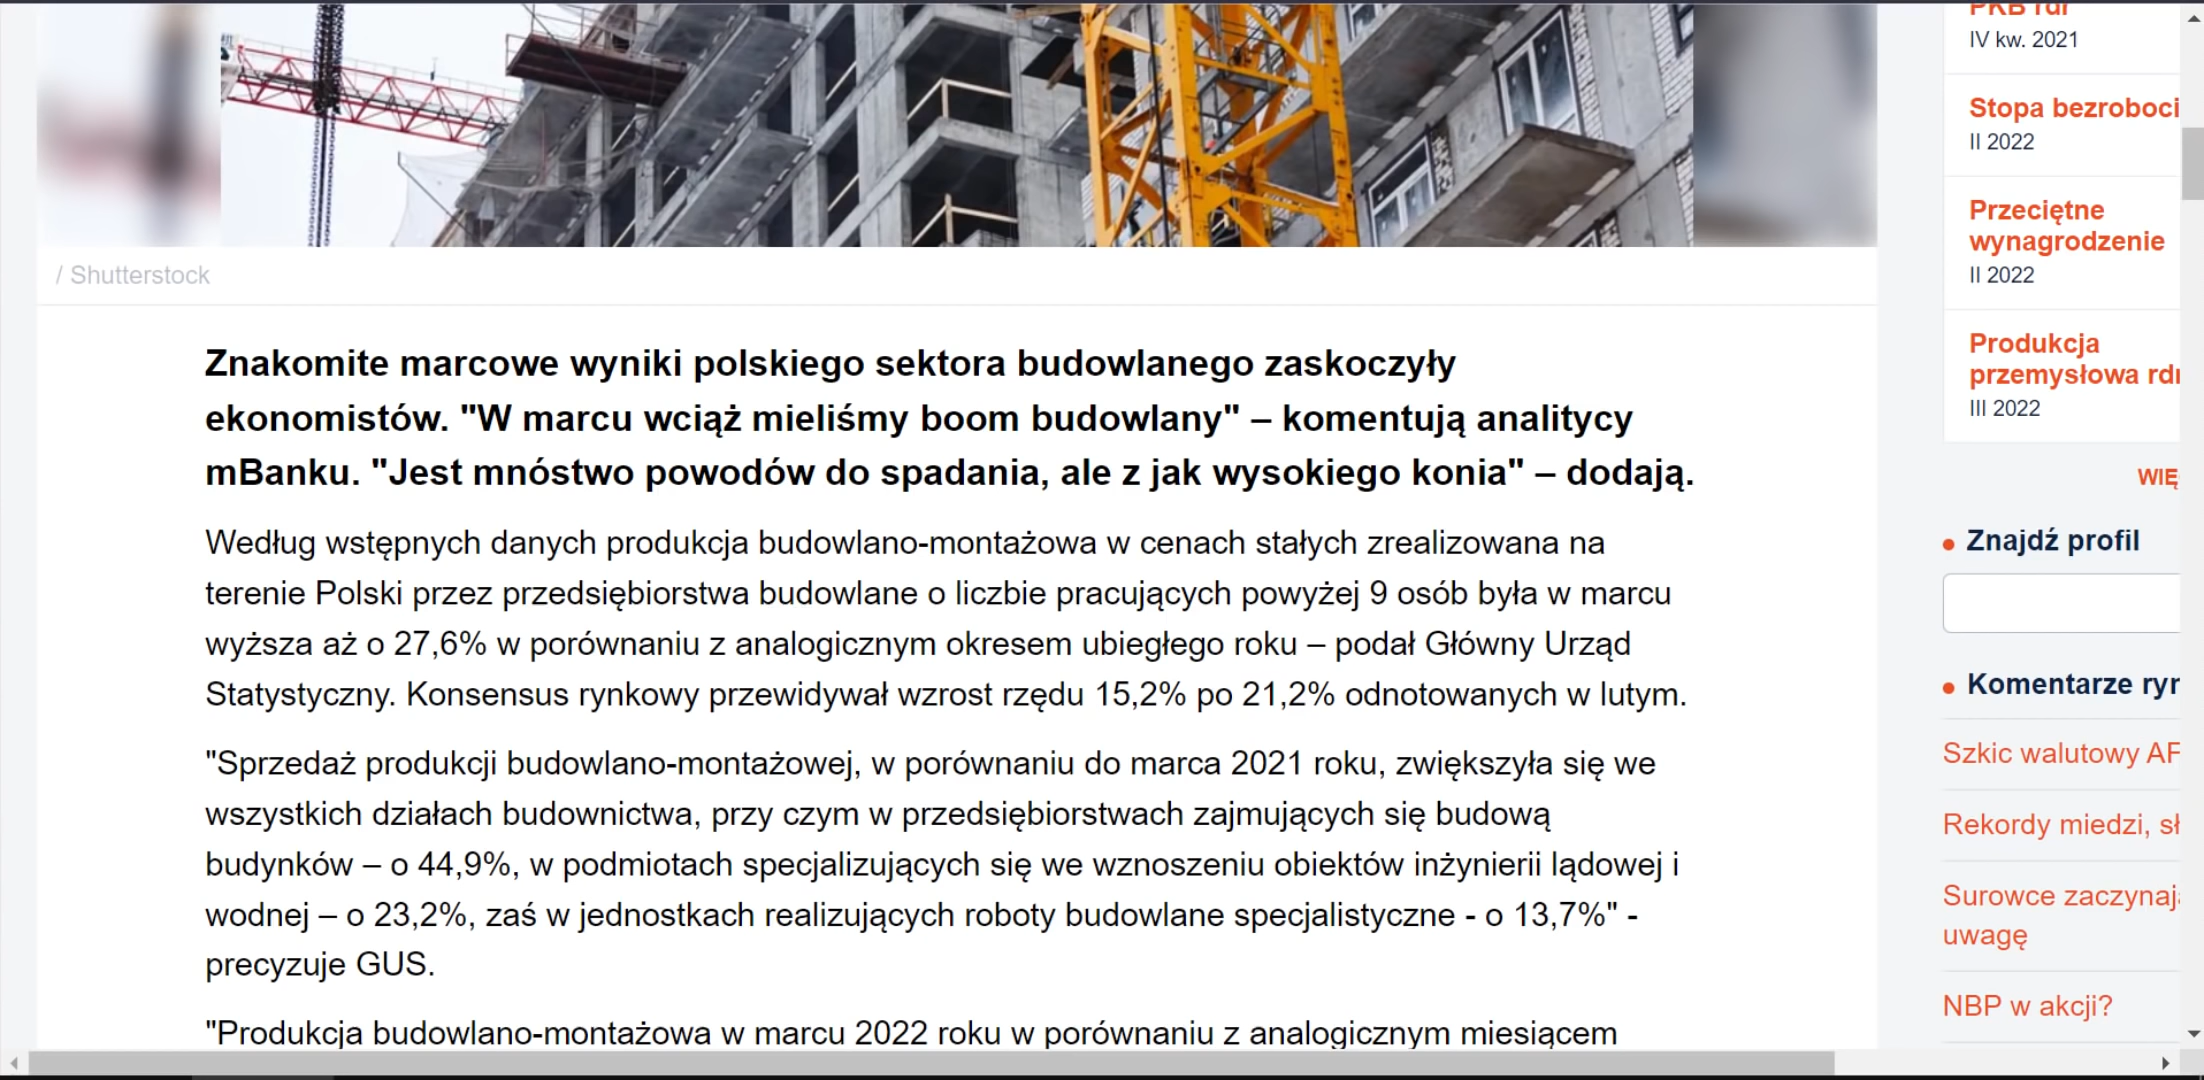 / Shutterstock
Znakomite marcowe wyniki polskiego sektora budowlanego zaskoczyły
ekonomistów. "W marcu wciąż mieliśmy boom budowlany" – komentują analitycy
mBanku. "Jest mnóstwo powodów do spadania, ale z jak wysokiego konia" – dodają.
Według wstępnych danych produkcja budowlano-montażowa w cenach stałych zrealizowana na
terenie Polski przez przedsiębiorstwa budowlane o liczbie pracujących powyżej 9 osób była w marcu
wyższa aż o 27,6% w porównaniu z analogicznym okresem ubiegłego roku – podał Główny Urząd
Statystyczny. Konsensus rynkowy przewidywał wzrost rzędu 15,2% po 21,2% odnotowanych w lutym.
"Sprzedaż produkcji budowlano-montażowej, w porównaniu do marca 2021 roku, zwiększyła się we
wszystkich działach budownictwa, przy czym w przedsiębiorstwach zajmujących się budową
budynków – o 44,9%, w podmiotach specjalizujących się we wznoszeniu obiektów inżynierii lądowej i
wodnej – o 23,2%, zaś w jednostkach realizujących roboty budowlane specjalistyczne - o 13,7%" -
precyzuje GUS.
"Produkcja budowlano-montażowa w marcu 2022 roku w porównaniu z analogicznym miesiącem
PKB rdr
IV kw. 2021
Stopa bezroboci
II 2022
Przeciętne
wynagrodzenie
II 2022
Produkcja
przemysłowa rdr
III 2022
WIĘ
Znajdź profil
Komentarze ryn
Szkic walutowy AF
Rekordy miedzi, sł
Surowce zaczynaj
uwagę
NBP w akcji?